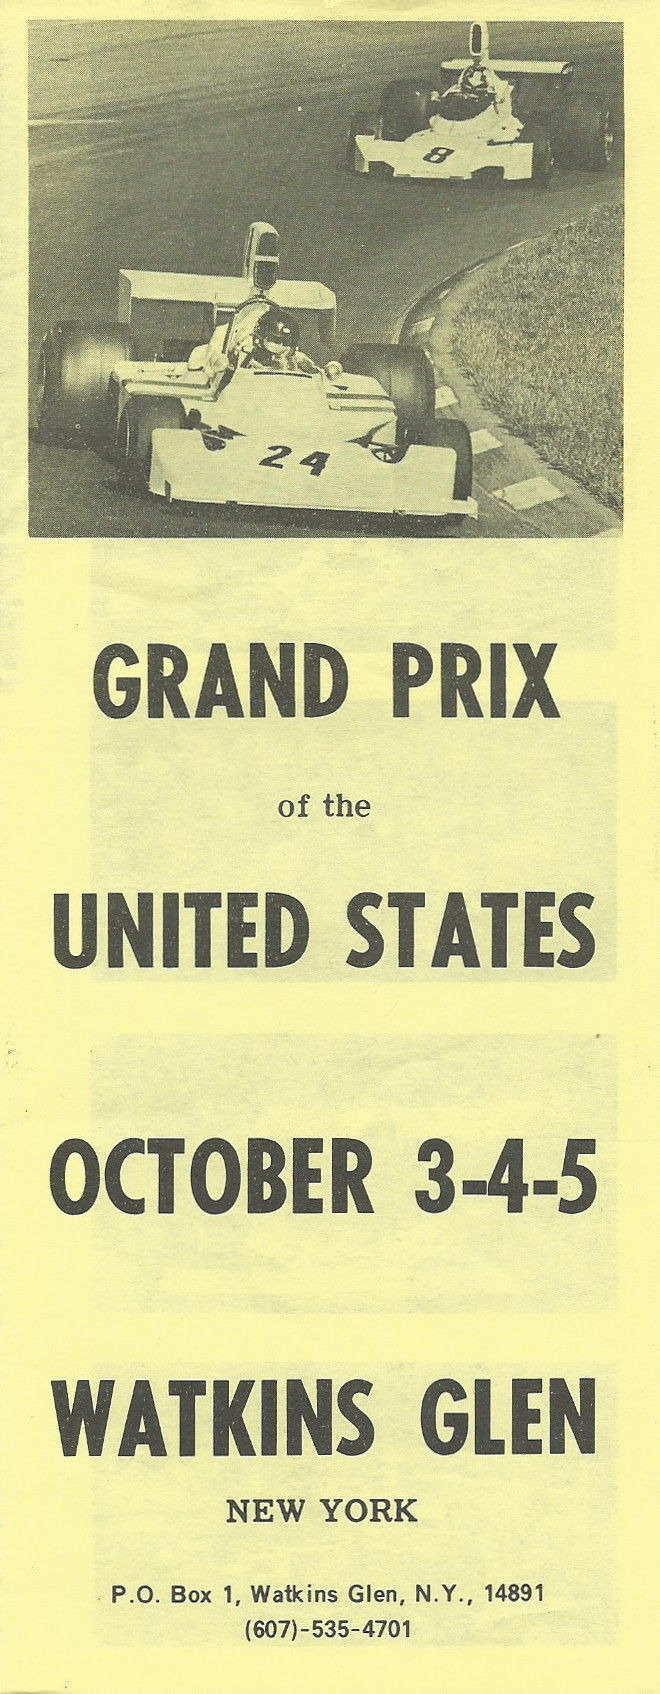 8
24
GRAND PRIX
of the
UNITED STATES
OCTOBER 3-4-5
WATKINS GLEN
NEW YORK
P.O. Box 1, Watkins Glen, N.Y., 14891
(607)-535-4701